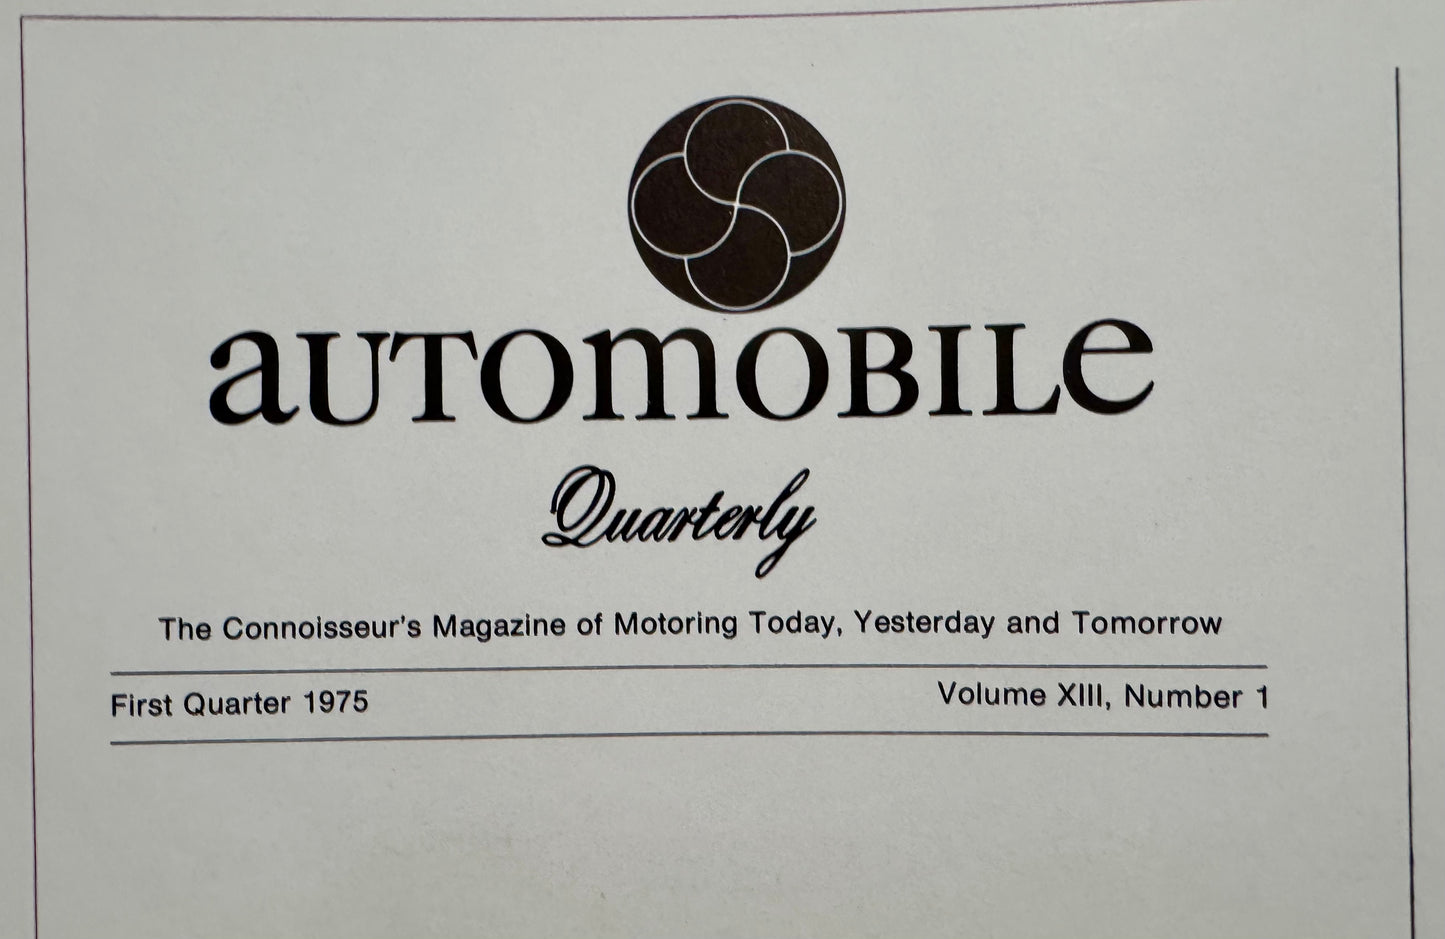 aUTOmOBILe
Quarterly
The Connoisseur's Magazine of Motoring Today, Yesterday and Tomorrow
First Quarter 1975
Volume XIII, Number 1